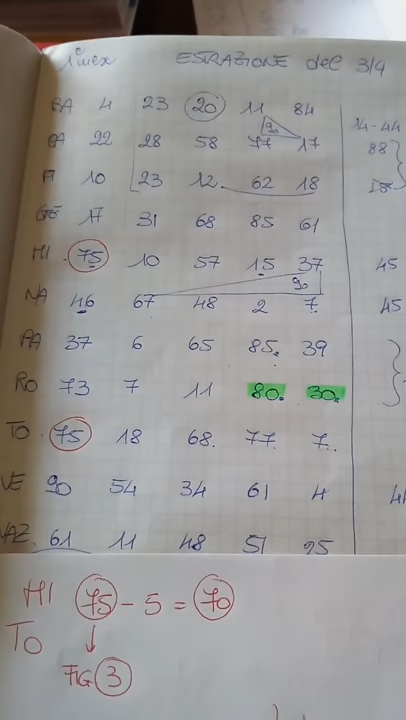 1° mex ESTRAZIONE del 3/4
BA 4 23 20 11 84
90 14-44
CA 22 28 58 77 17 88
FI 10 23 12 62 18
GE 17 31 68 85 61
MI 75 10 57 15 37 45
90
NA 46 67 48 2 7 45
PA 37 6 65 85 39
RO 73 7 11 80 30
TO 75 18 68 77 7
VE 90 54 34 61 4
NAZ. 61 11 48 51 25
MI 75 - 5 = 70
TO
FIG 3